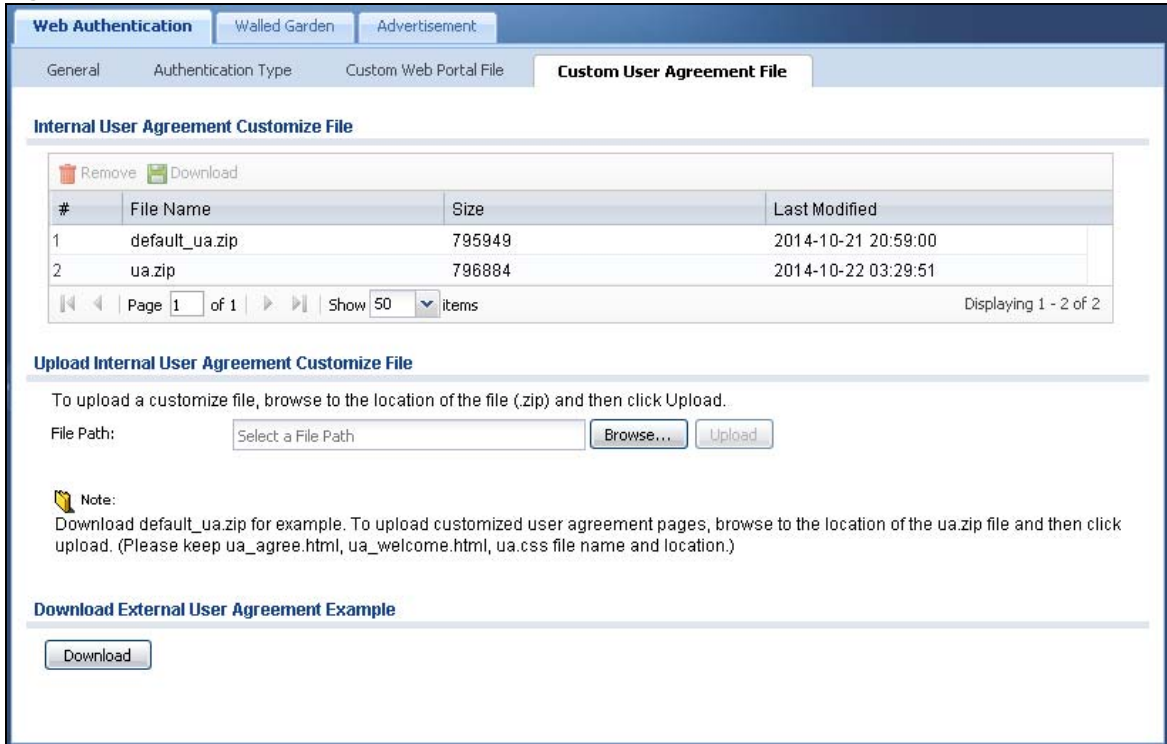 Web Authentication Walled Garden Advertisement
General Authentication Type Custom Web Portal File Custom User Agreement File
Internal User Agreement Customize File
Remove Download
# File Name Size Last Modified
1 default_ua.zip 795949 2014-10-21 20:59:00
2 ua.zip 796884 2014-10-22 03:29:51
Page 1 of 1 Show 50 items Displaying 1 - 2 of 2
Upload Internal User Agreement Customize File
To upload a customize file, browse to the location of the file (.zip) and then click Upload.
File Path: Select a File Path Browse... Upload
Note:
Download default_ua.zip for example. To upload customized user agreement pages, browse to the location of the ua.zip file and then click
upload. (Please keep ua_agree.html, ua_welcome.html, ua.css file name and location.)
Download External User Agreement Example
Download